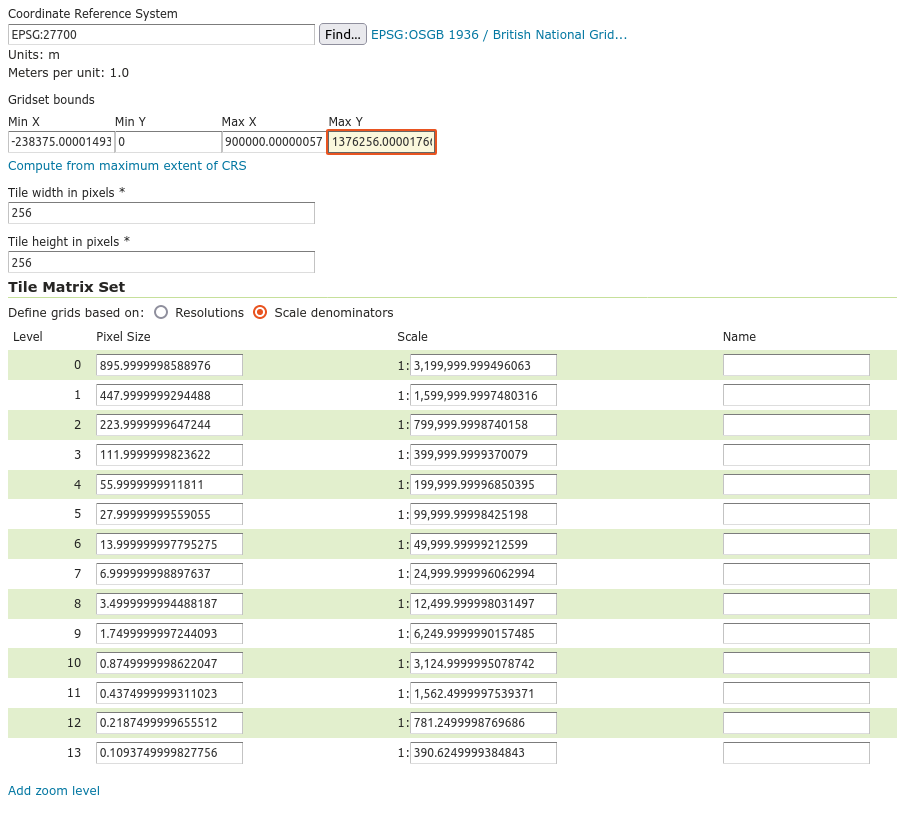 Coordinate Reference System
EPSG:27700 Find... EPSG:OSGB 1936 / British National Grid...
Units: m
Meters per unit: 1.0
Gridset bounds
Min X Min Y Max X Max Y
-238375.00001493 0 900000.00000057 1376256.0000176
Compute from maximum extent of CRS
Tile width in pixels *
256
Tile height in pixels *
256
Tile Matrix Set
Define grids based on: Resolutions Scale denominators
Level Pixel Size Scale Name
0 895.9999998588976 1: 3,199,999.999496063
1 447.9999999294488 1: 1,599,999.9997480316
2 223.9999999647244 1: 799,999.9998740158
3 111.9999999823622 1: 399,999.9999370079
4 55.9999999911811 1: 199,999.99996850395
5 27.99999999559055 1: 99,999.99998425198
6 13.999999997795275 1: 49,999.99999212599
7 6.999999998897637 1: 24,999.999996062994
8 3.4999999994488187 1: 12,499.999998031497
9 1.7499999997244093 1: 6,249.9999990157485
10 0.8749999998622047 1: 3,124.9999995078742
11 0.4374999999311023 1: 1,562.4999997539371
12 0.2187499999655512 1: 781.2499998769686
13 0.1093749999827756 1: 390.6249999384843
Add zoom level